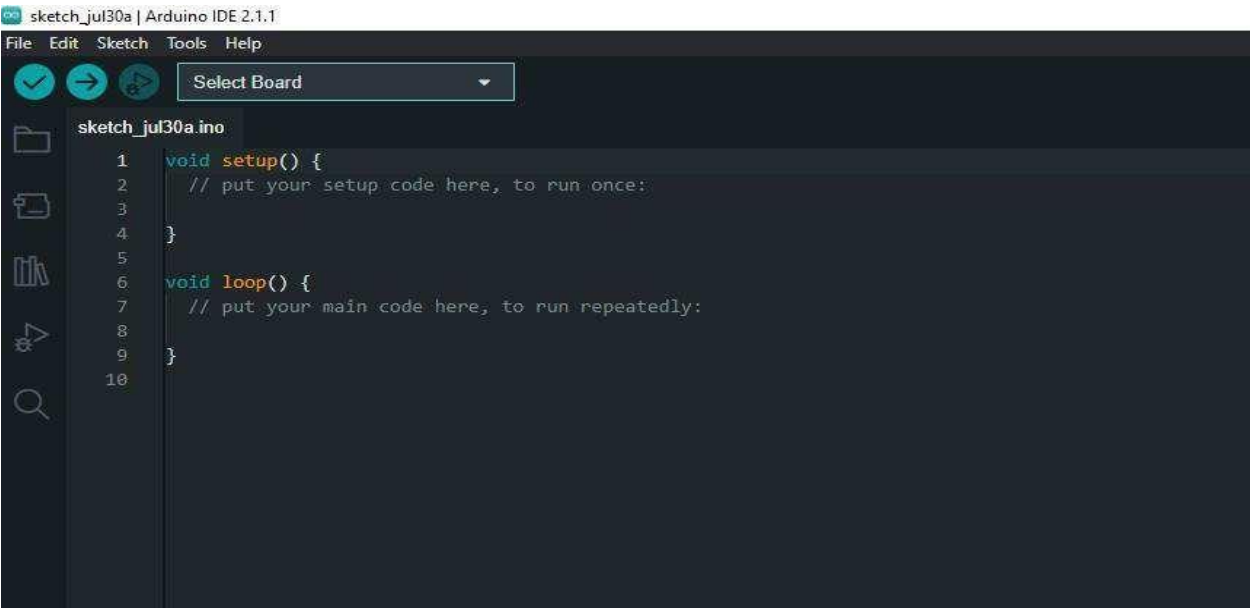 sketch_jul30a | Arduino IDE 2.1.1
File Edit Sketch Tools Help
Select Board
sketch_jul30a.ino
1 void setup() {
2 // put your setup code here, to run once:
3
4 }
5
6 void loop() {
7 // put your main code here, to run repeatedly:
8
9 }
10